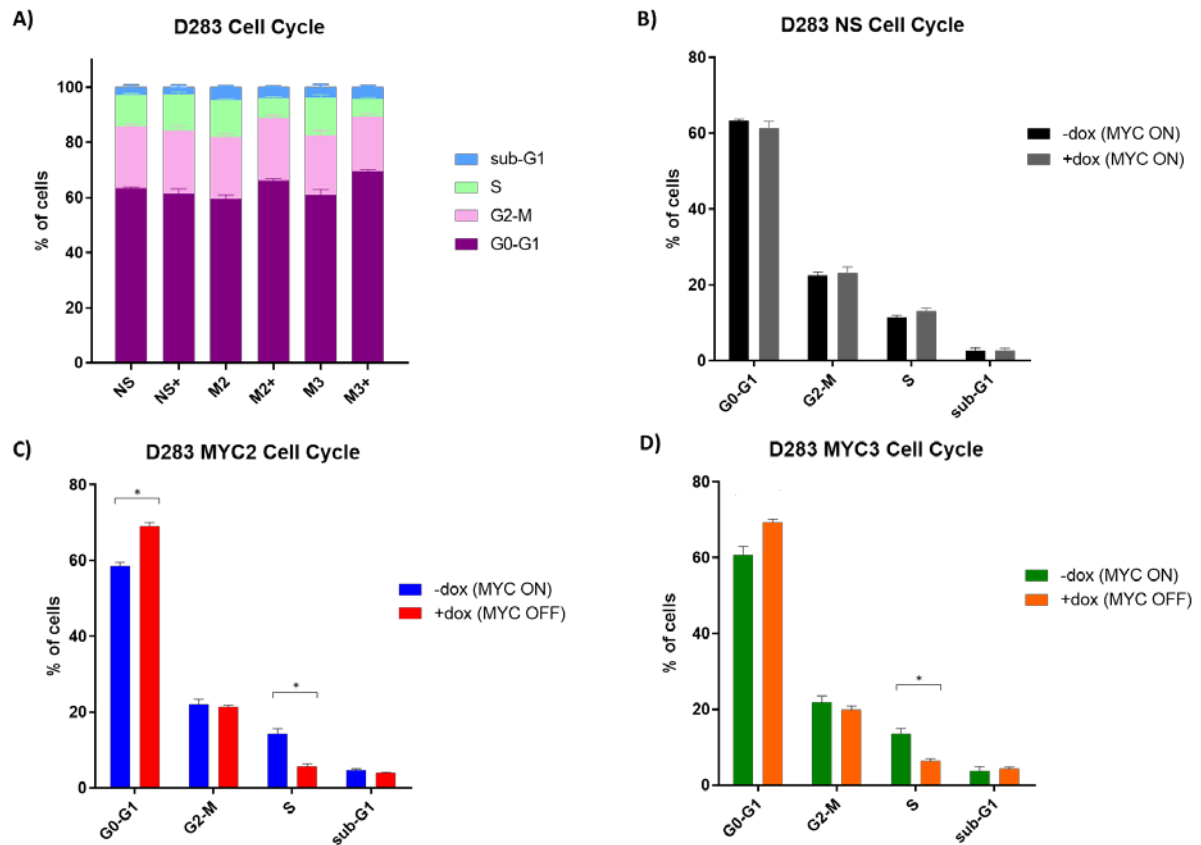 A)
D283 Cell Cycle
% of cells
100
80
60
40
20
0
NS
NS+
M2
M2+
M3
M3+
sub-G1
S
G2-M
G0-G1
B)
D283 NS Cell Cycle
% of cells
80
60
40
20
0
G0-G1
G2-M
S
sub-G1
-dox (MYC ON)
+dox (MYC ON)
C)
D283 MYC2 Cell Cycle
% of cells
80
60
40
20
0
*
*
G0-G1
G2-M
S
sub-G1
-dox (MYC ON)
+dox (MYC OFF)
D)
D283 MYC3 Cell Cycle
% of cells
80
60
40
20
0
*
G0-G1
G2-M
S
sub-G1
-dox (MYC ON)
+dox (MYC OFF)